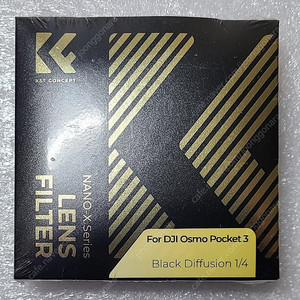 K&F CONCEPT
NANO-X Series
LENS
FILTER
For DJI Osmo Pocket 3
Black Diffusion 1/4